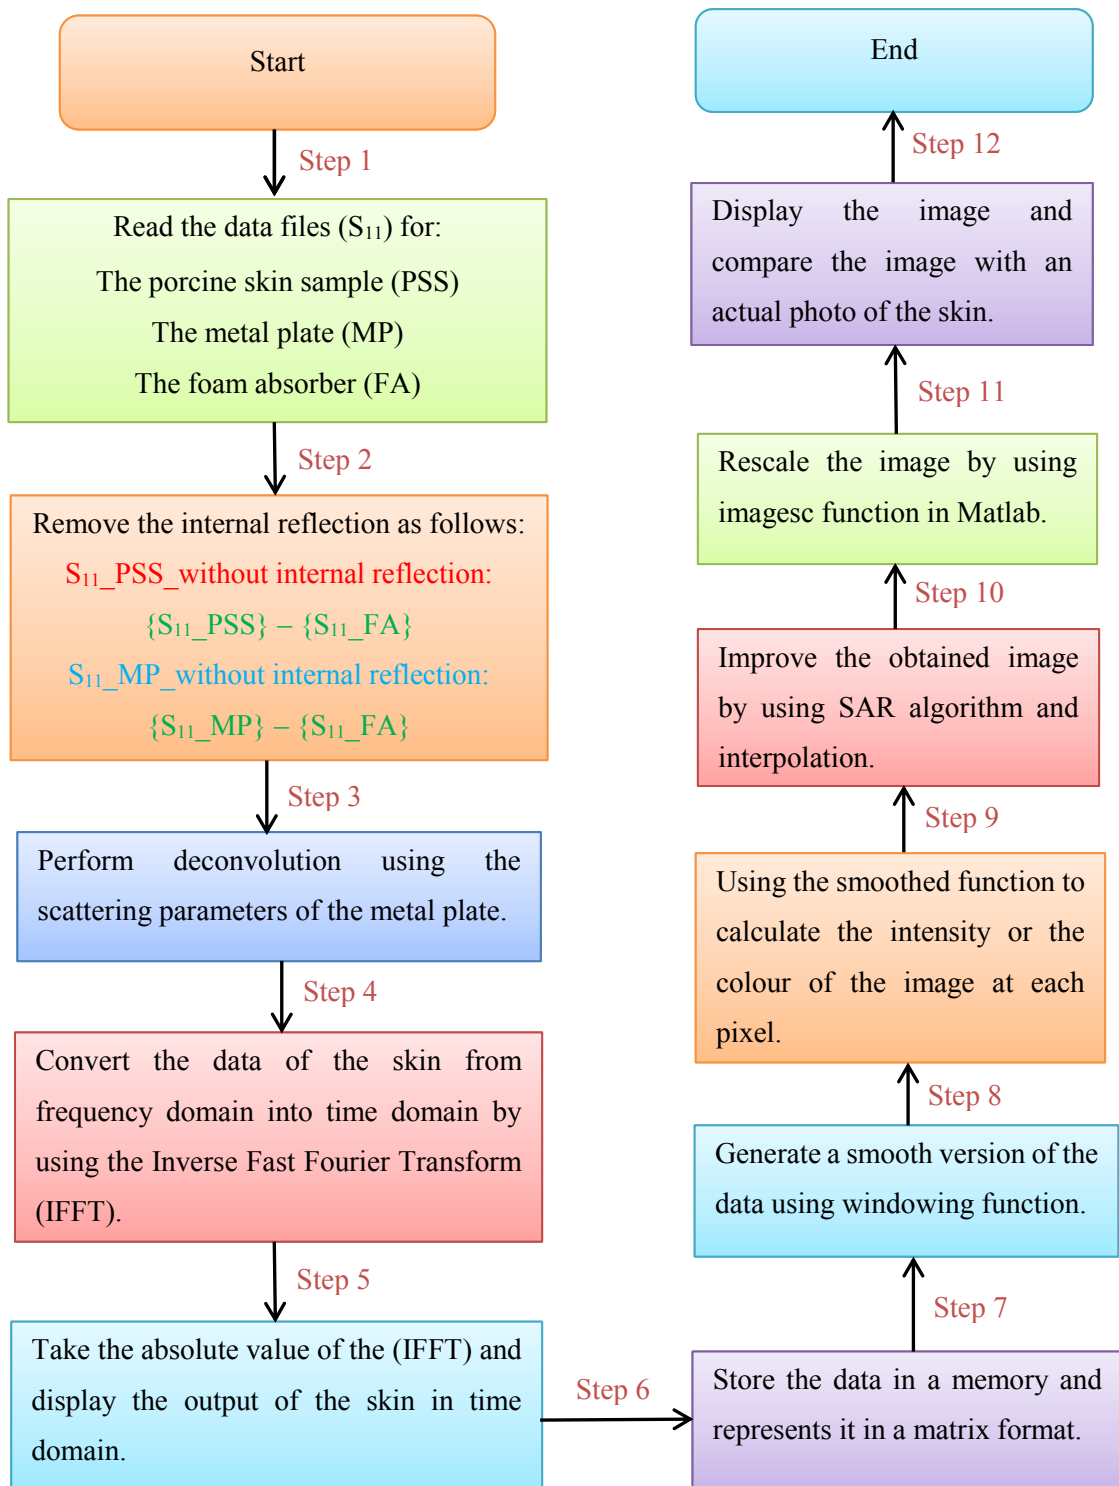 Start
Step 1
Read the data files (S₁₁) for:
The porcine skin sample (PSS)
The metal plate (MP)
The foam absorber (FA)
Step 2
Remove the internal reflection as follows:
S₁₁_PSS_without internal reflection:
{S₁₁_PSS} – {S₁₁_FA}
S₁₁_MP_without internal reflection:
{S₁₁_MP} – {S₁₁_FA}
Step 3
Perform deconvolution using the
scattering parameters of the metal plate.
Step 4
Convert the data of the skin from
frequency domain into time domain by
using the Inverse Fast Fourier Transform
(IFFT).
Step 5
Take the absolute value of the (IFFT) and
display the output of the skin in time
domain.
Step 6
Store the data in a memory and
represents it in a matrix format.
Step 7
Generate a smooth version of the
data using windowing function.
Step 8
Using the smoothed function to
calculate the intensity or the
colour of the image at each
pixel.
Step 9
Improve the obtained image
by using SAR algorithm and
interpolation.
Step 10
Rescale the image by using
imagesc function in Matlab.
Step 11
Display the image and
compare the image with an
actual photo of the skin.
Step 12
End